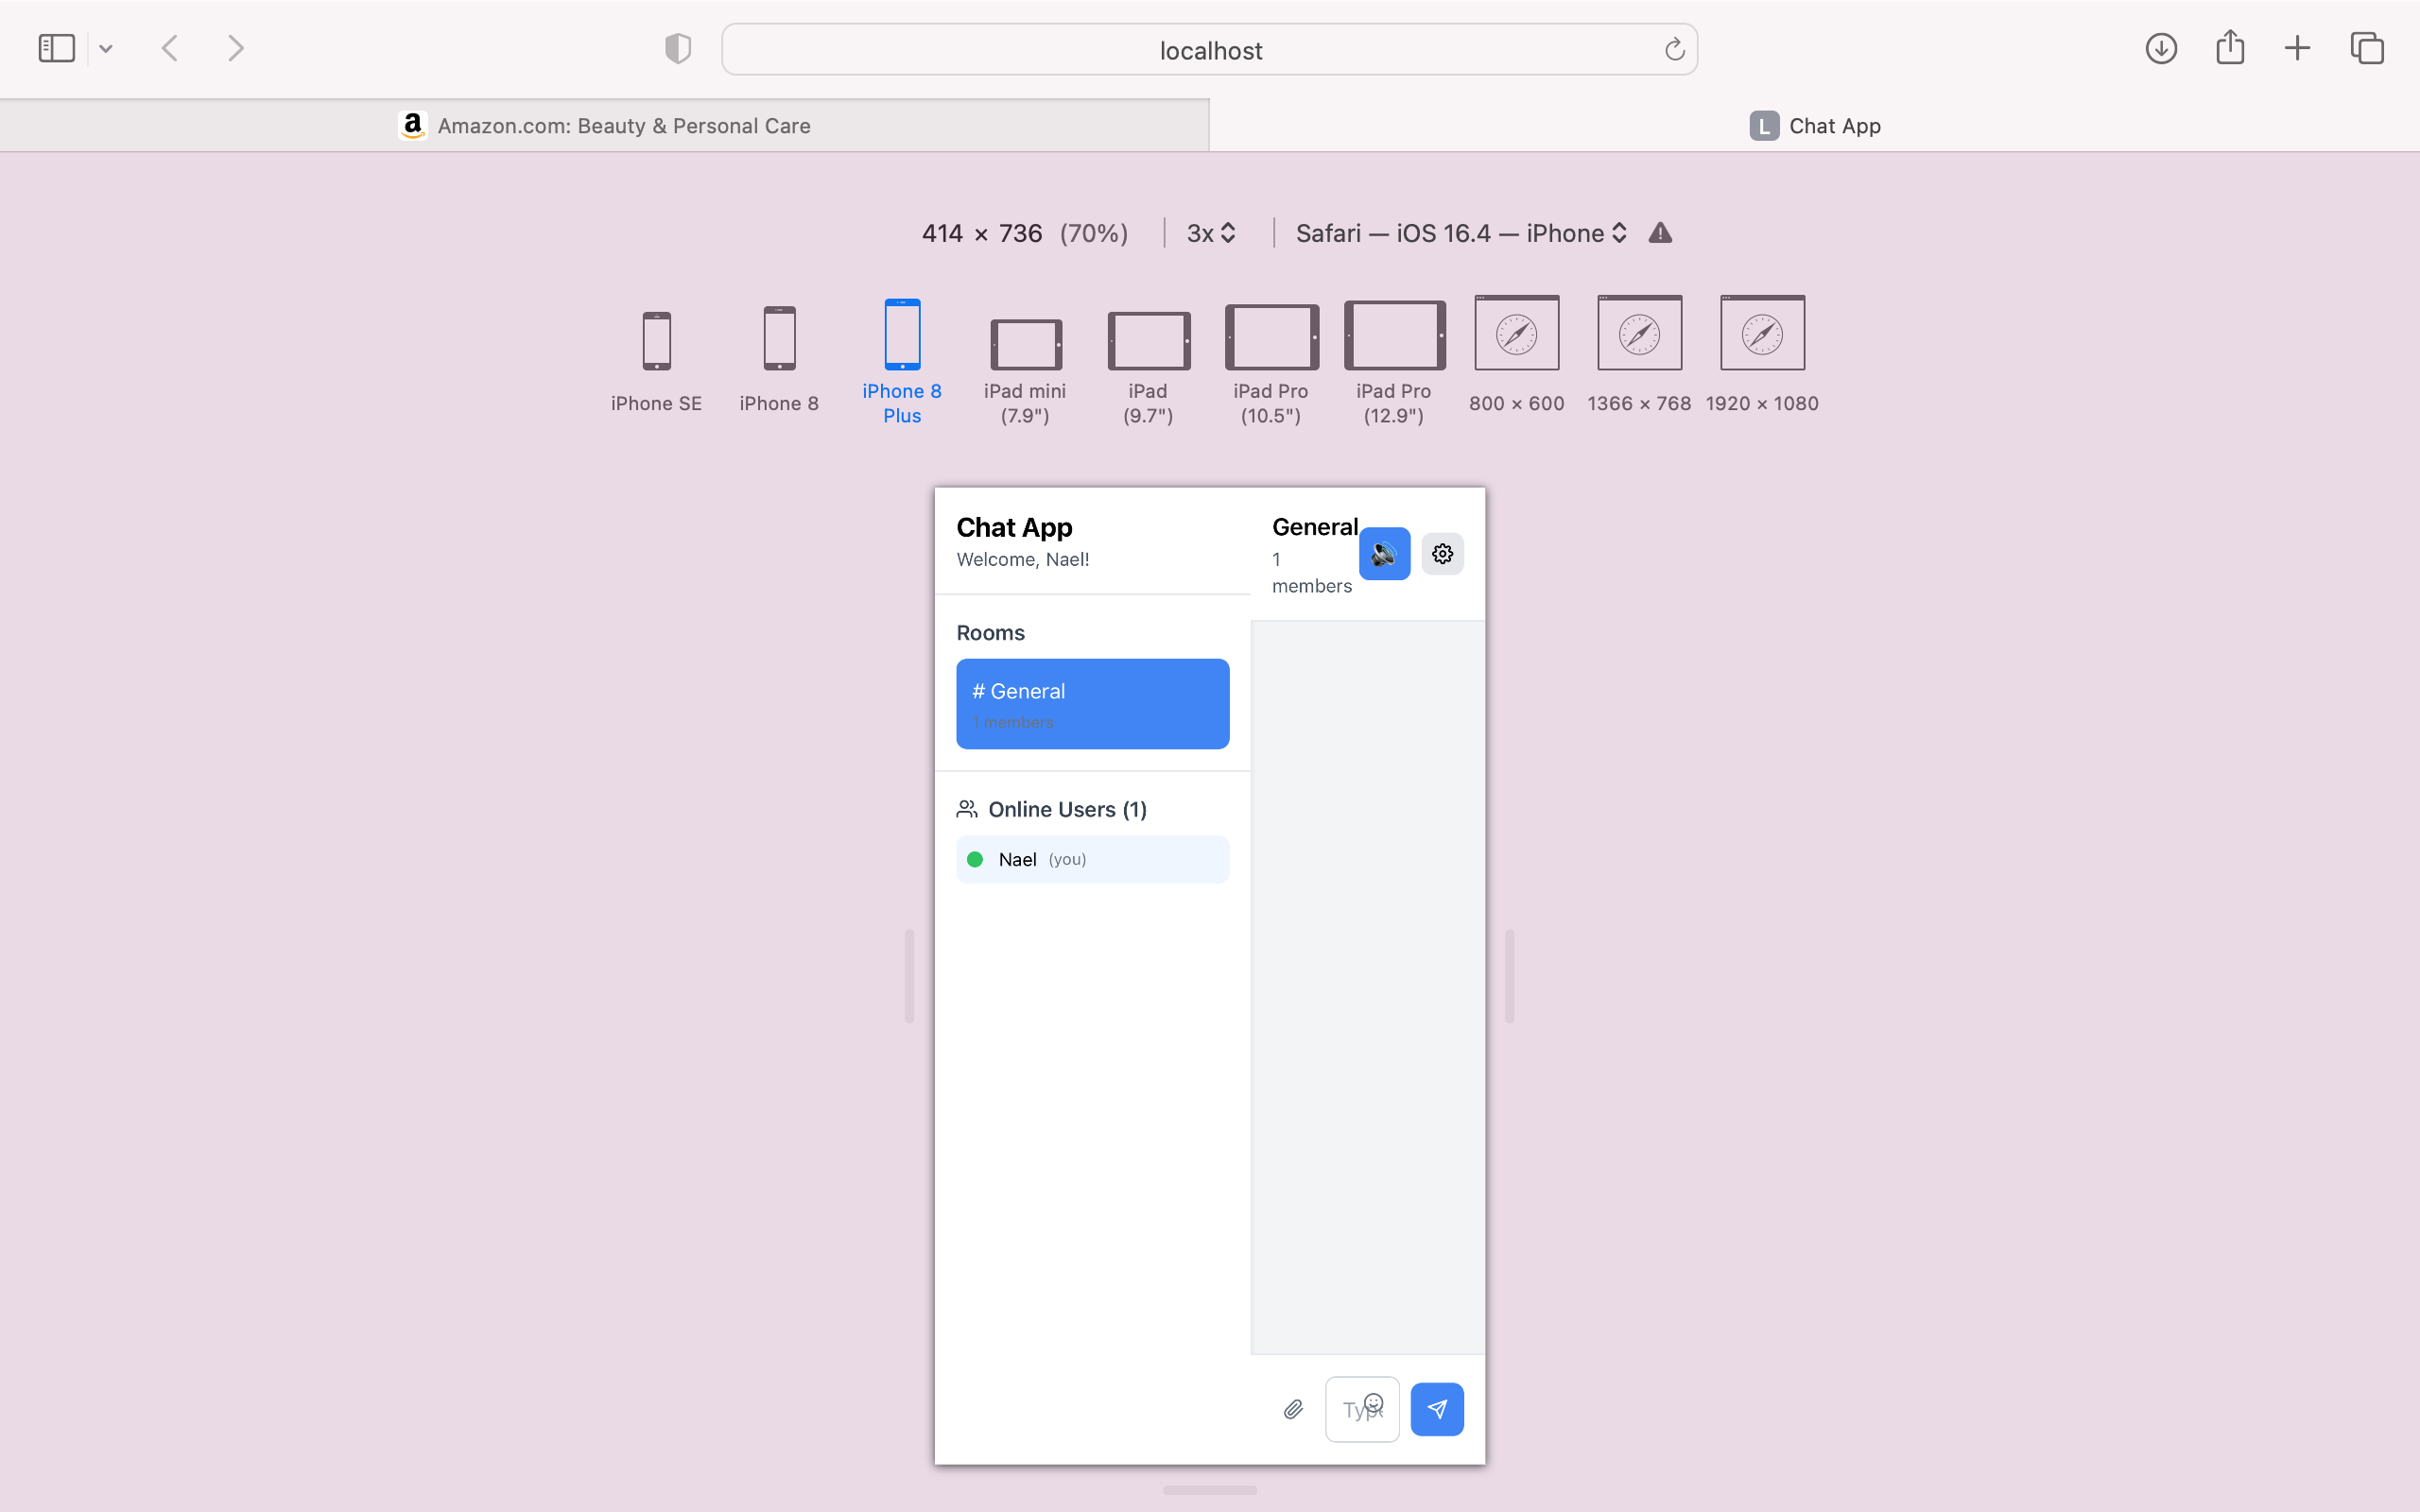 localhost
a Amazon.com: Beauty & Personal Care
L Chat App
414 × 736 (70%) 3x Safari — iOS 16.4 — iPhone
iPhone SE
iPhone 8
iPhone 8
Plus
iPad mini
(7.9")
iPad
(9.7")
iPad Pro
(10.5")
iPad Pro
(12.9")
800 × 600
1366 × 768
1920 × 1080
Chat App
Welcome, Nael!
Rooms
# General
1 members
Online Users (1)
Nael (you)
General
1
members
Typ